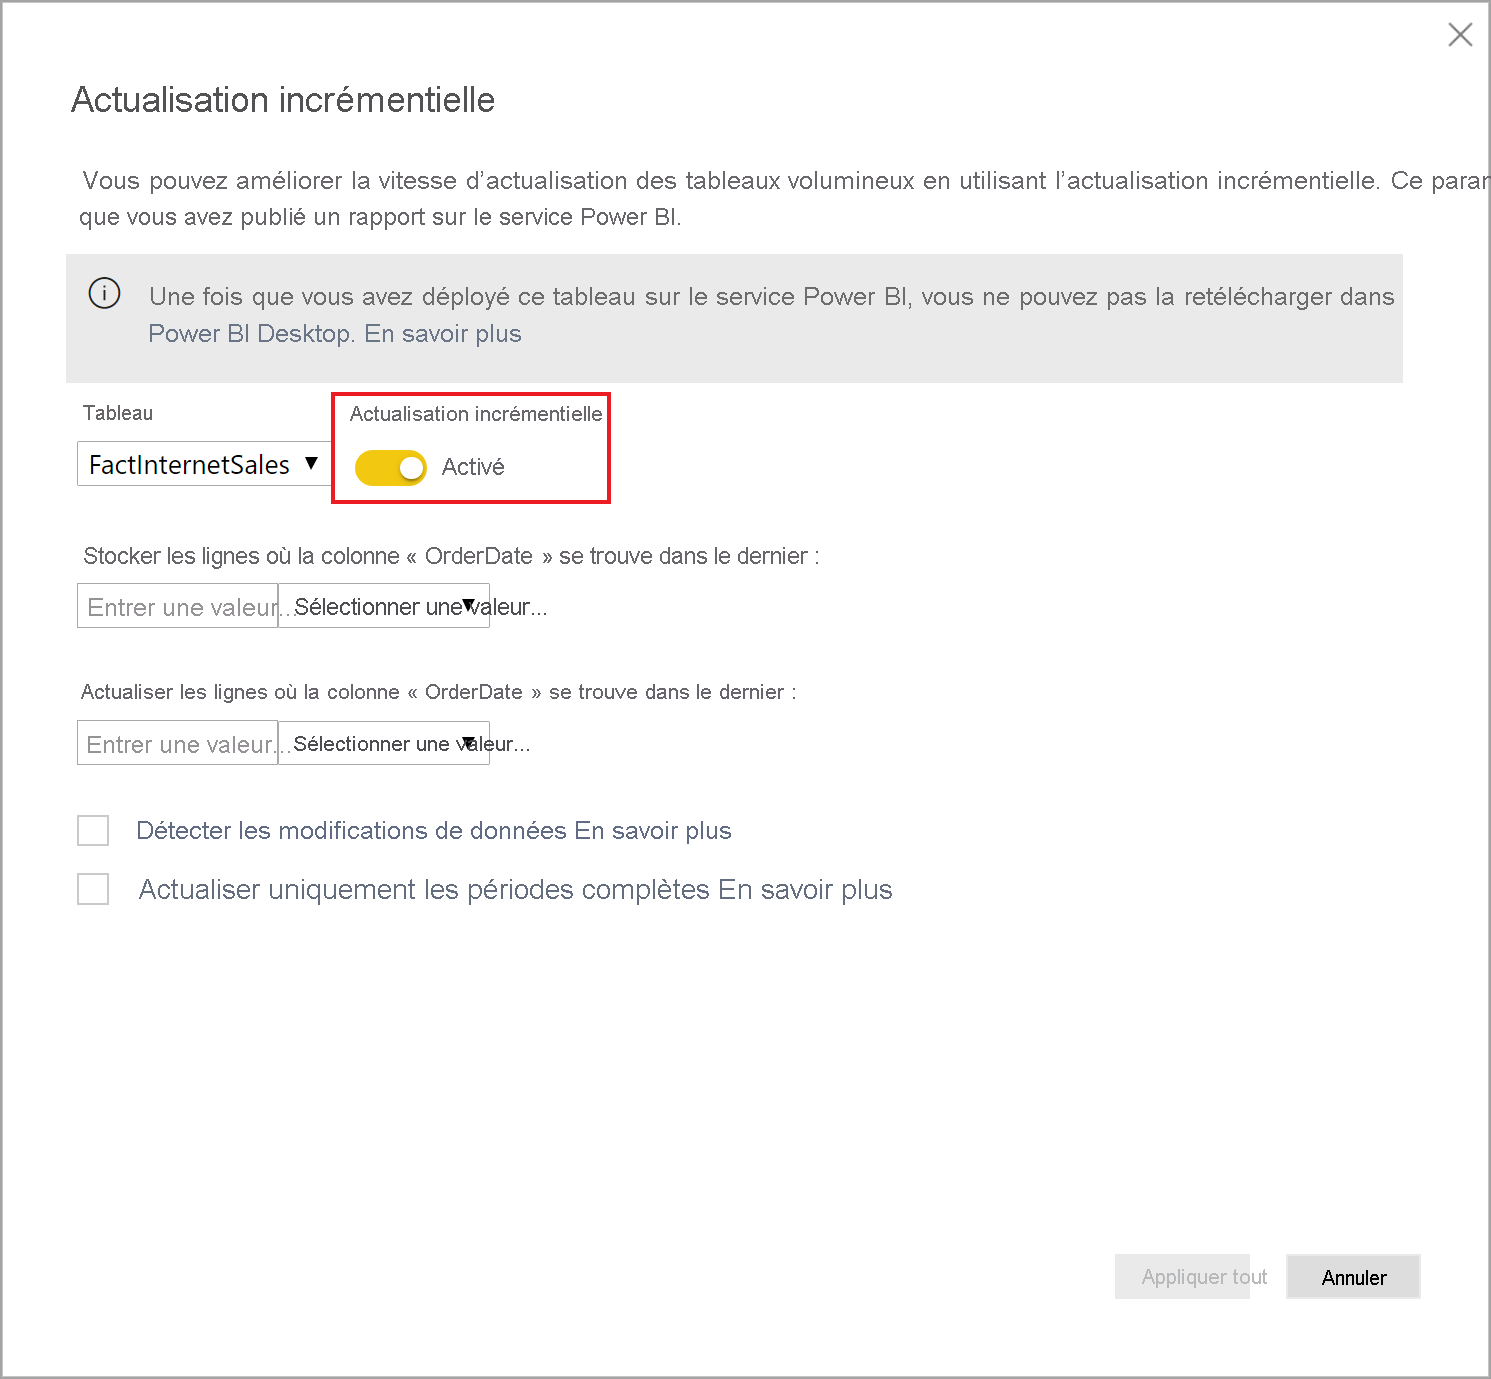 Actualisation incrémentielle
Vous pouvez améliorer la vitesse d’actualisation des tableaux volumineux en utilisant l’actualisation incrémentielle. Ce
que vous avez publié un rapport sur le service Power BI.
Une fois que vous avez déployé ce tableau sur le service Power BI, vous ne pouvez pas la retélécharger dans
Power BI Desktop. En savoir plus
Tableau
Actualisation incrémentielle
FactInternetSales
Activé
Stocker les lignes où la colonne « OrderDate » se trouve dans le dernier :
Entrer une valeur... Sélectionner une valeur...
Actualiser les lignes où la colonne « OrderDate » se trouve dans le dernier :
Entrer une valeur... Sélectionner une valeur...
Détecter les modifications de données En savoir plus
Actualiser uniquement les périodes complètes En savoir plus
Appliquer tout
Annuler